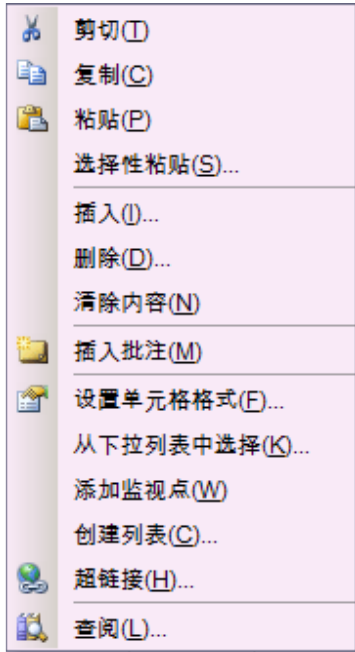 剪切(T)
复制(C)
粘贴(P)
选择性粘贴(S)...
插入(I)...
删除(D)...
清除内容(N)
插入批注(M)
设置单元格格式(F)...
从下拉列表中选择(K)...
添加监视点(W)
创建列表(C)...
超链接(H)...
查阅(L)...